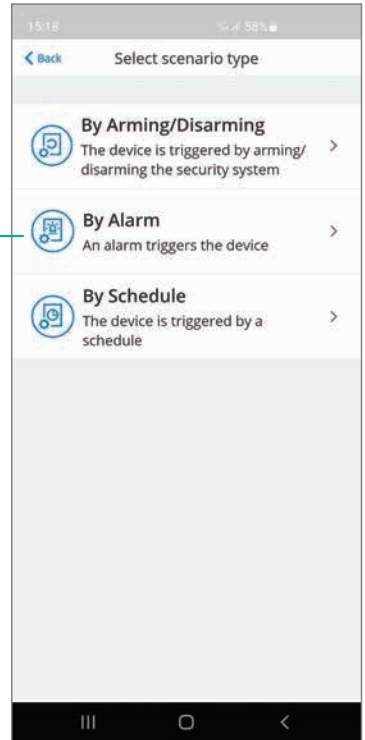 15:18 58%
Back Select scenario type
By Arming/Disarming
The device is triggered by arming/
disarming the security system
By Alarm
An alarm triggers the device
By Schedule
The device is triggered by a
schedule